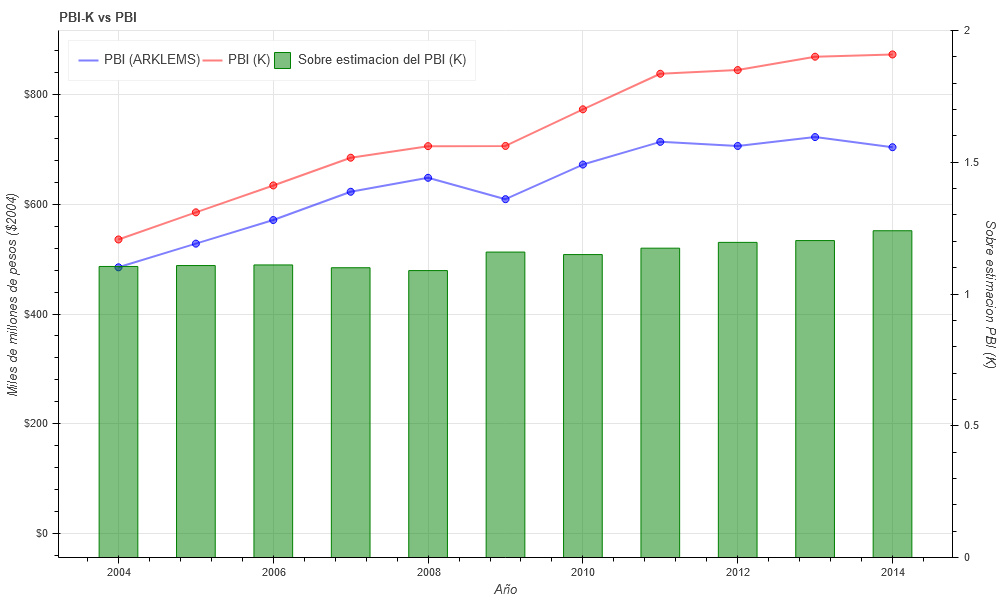 PBI-K vs PBI
PBI (ARKLEMS) PBI (K) Sobre estimacion del PBI (K)
Miles de millones de pesos ($2004)
$800
$600
$400
$200
$0
2
1.5
1
0.5
0
Sobre estimacion PBI (K)
2004 2006 2008 2010 2012 2014
Año